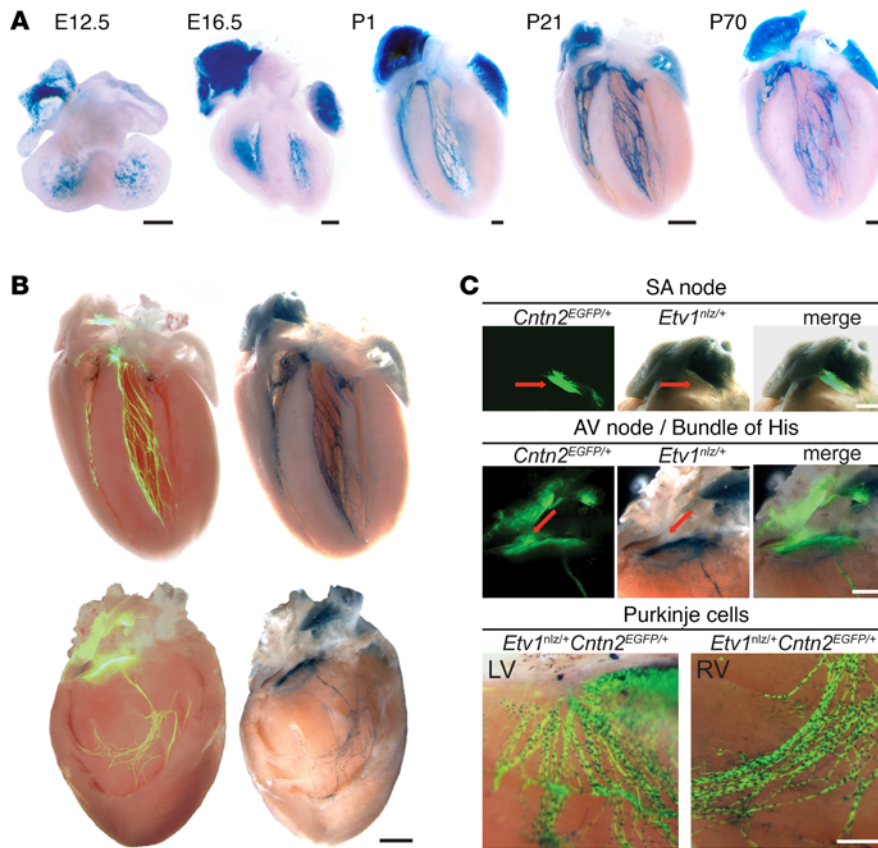 A
E12.5 E16.5 P1 P21 P70
B
C
SA node
Cntn2EGFP/+ Etv1nlz/+ merge
AV node / Bundle of His
Cntn2EGFP/+ Etv1nlz/+ merge
Purkinje cells
Etv1nlz/+Cntn2EGFP/+ Etv1nlz/+Cntn2EGFP/+
LV RV